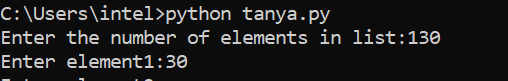 C:\Users\intel>python tanya.py
Enter the number of elements in list:130
Enter element1:30